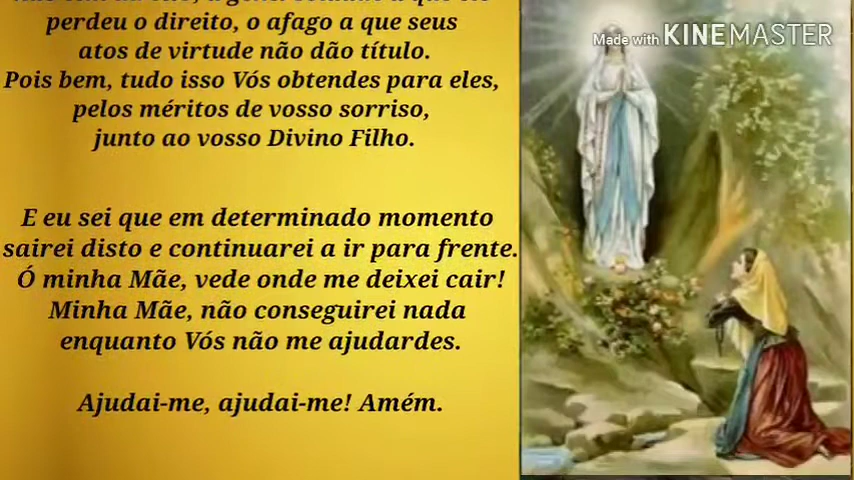 perdeu o direito, o afago a que seus
atos de virtude não dão título.
Pois bem, tudo isso Vós obtendes para eles,
pelos méritos de vosso sorriso,
junto ao vosso Divino Filho.
E eu sei que em determinado momento
sairei disto e continuarei a ir para frente.
Ó minha Mãe, vede onde me deixei cair!
Minha Mãe, não conseguirei nada
enquanto Vós não me ajudardes.
Ajudai-me, ajudai-me! Amém.
Made with KINEMASTER